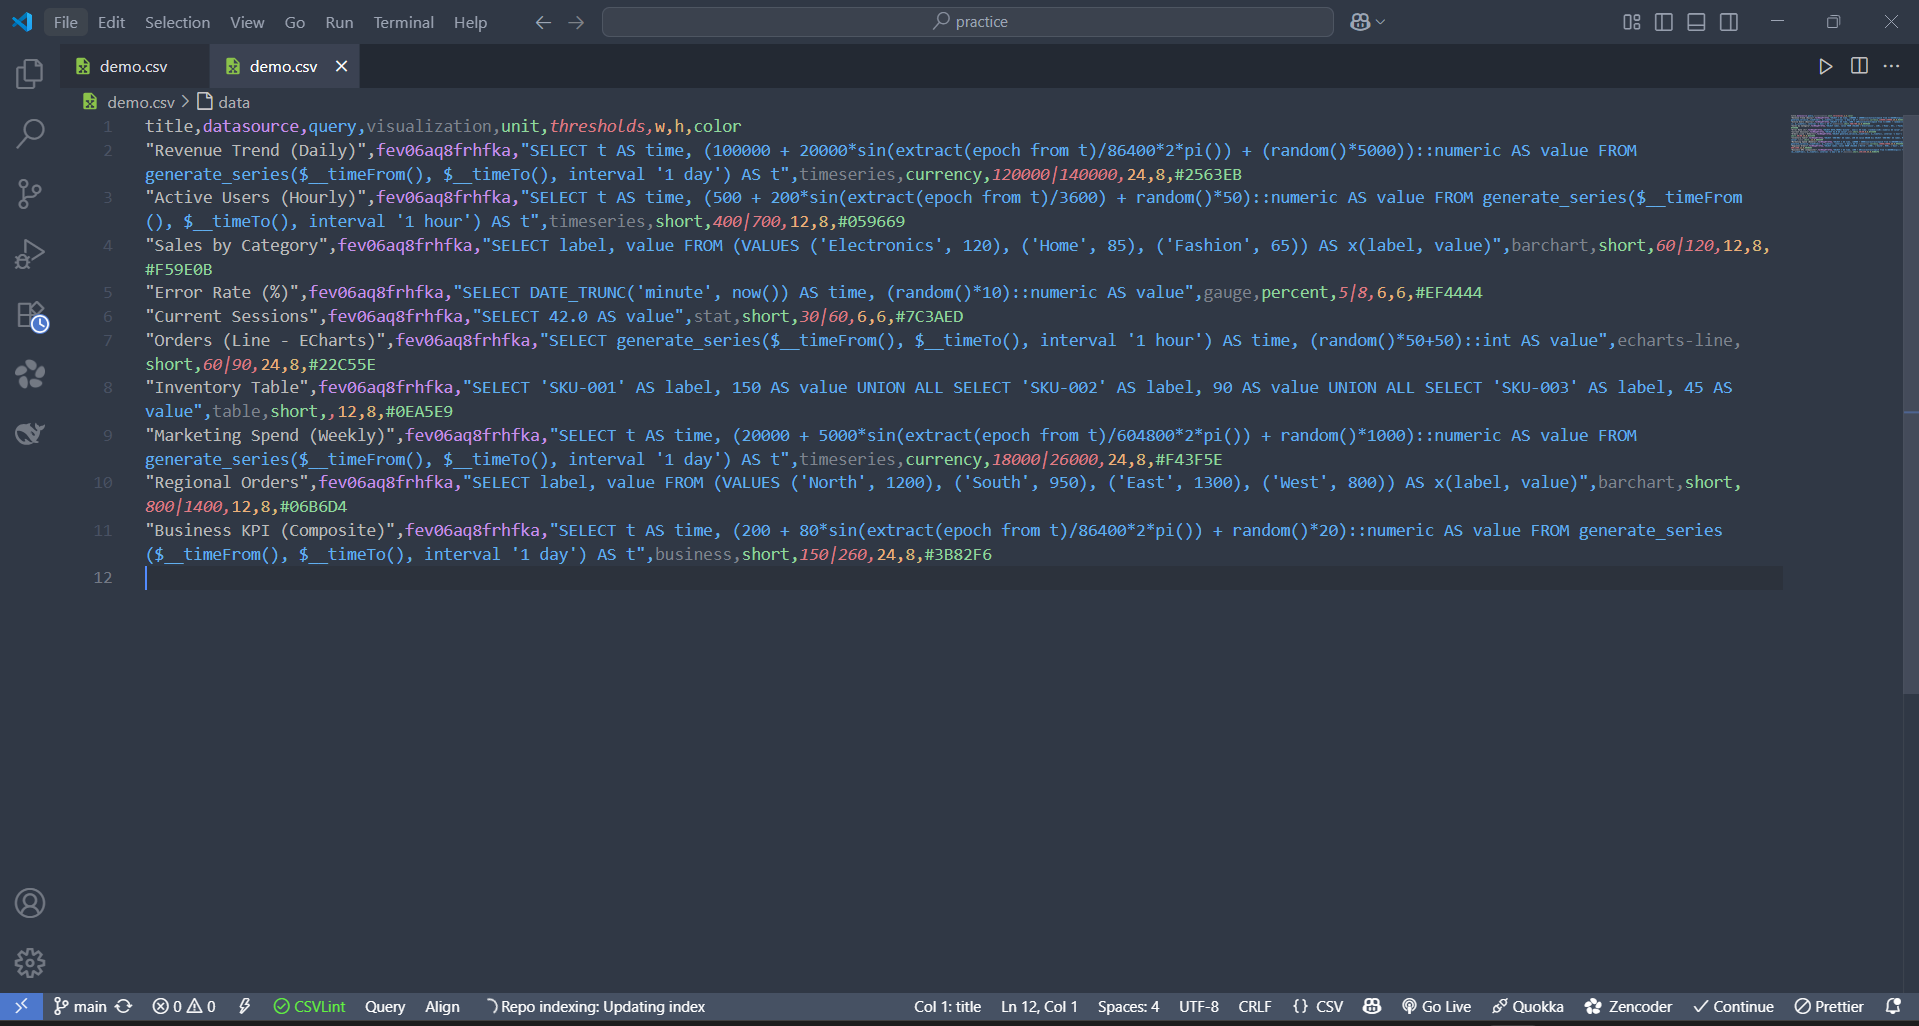 File Edit Selection View Go Run Terminal Help practice
demo.csv demo.csv
demo.csv > data
1 title,datasource,query,visualization,unit,thresholds,w,h,color
2 "Revenue Trend (Daily)",fev06aq8frhfka,"SELECT t AS time, (100000 + 20000*sin(extract(epoch from t)/86400*2*pi()) + (random()*5000))::numeric AS value FROM
generate_series($__timeFrom(), $__timeTo(), interval '1 day') AS t",timeseries,currency,120000|140000,24,8,#2563EB
3 "Active Users (Hourly)",fev06aq8frhfka,"SELECT t AS time, (500 + 200*sin(extract(epoch from t)/3600) + random()*50)::numeric AS value FROM generate_series($__timeFrom
(), $__timeTo(), interval '1 hour') AS t",timeseries,short,400|700,12,8,#059669
4 "Sales by Category",fev06aq8frhfka,"SELECT label, value FROM (VALUES ('Electronics', 120), ('Home', 85), ('Fashion', 65)) AS x(label, value)",barchart,short,60|120,12,8,
#F59E0B
5 "Error Rate (%)",fev06aq8frhfka,"SELECT DATE_TRUNC('minute', now()) AS time, (random()*10)::numeric AS value",gauge,percent,5|8,6,6,#EF4444
6 "Current Sessions",fev06aq8frhfka,"SELECT 42.0 AS value",stat,short,30|60,6,6,#7C3AED
7 "Orders (Line - ECharts)",fev06aq8frhfka,"SELECT generate_series($__timeFrom(), $__timeTo(), interval '1 hour') AS time, (random()*50+50)::int AS value",echarts-line,
short,60|90,24,8,#22C55E
8 "Inventory Table",fev06aq8frhfka,"SELECT 'SKU-001' AS label, 150 AS value UNION ALL SELECT 'SKU-002' AS label, 90 AS value UNION ALL SELECT 'SKU-003' AS label, 45 AS
value",table,short,,12,8,#0EA5E9
9 "Marketing Spend (Weekly)",fev06aq8frhfka,"SELECT t AS time, (20000 + 5000*sin(extract(epoch from t)/604800*2*pi()) + random()*1000)::numeric AS value FROM
generate_series($__timeFrom(), $__timeTo(), interval '1 day') AS t",timeseries,currency,18000|26000,24,8,#F43F5E
10 "Regional Orders",fev06aq8frhfka,"SELECT label, value FROM (VALUES ('North', 1200), ('South', 950), ('East', 1300), ('West', 800)) AS x(label, value)",barchart,short,
800|1400,12,8,#06B6D4
11 "Business KPI (Composite)",fev06aq8frhfka,"SELECT t AS time, (200 + 80*sin(extract(epoch from t)/86400*2*pi()) + random()*20)::numeric AS value FROM generate_series
($__timeFrom(), $__timeTo(), interval '1 day') AS t",business,short,150|260,24,8,#3B82F6
12
main 0 0 CSVLint Query Align Repo indexing: Updating index Col 1: title Ln 12, Col 1 Spaces: 4 UTF-8 CRLF {} CSV Go Live Quokka Zencoder Continue Prettier